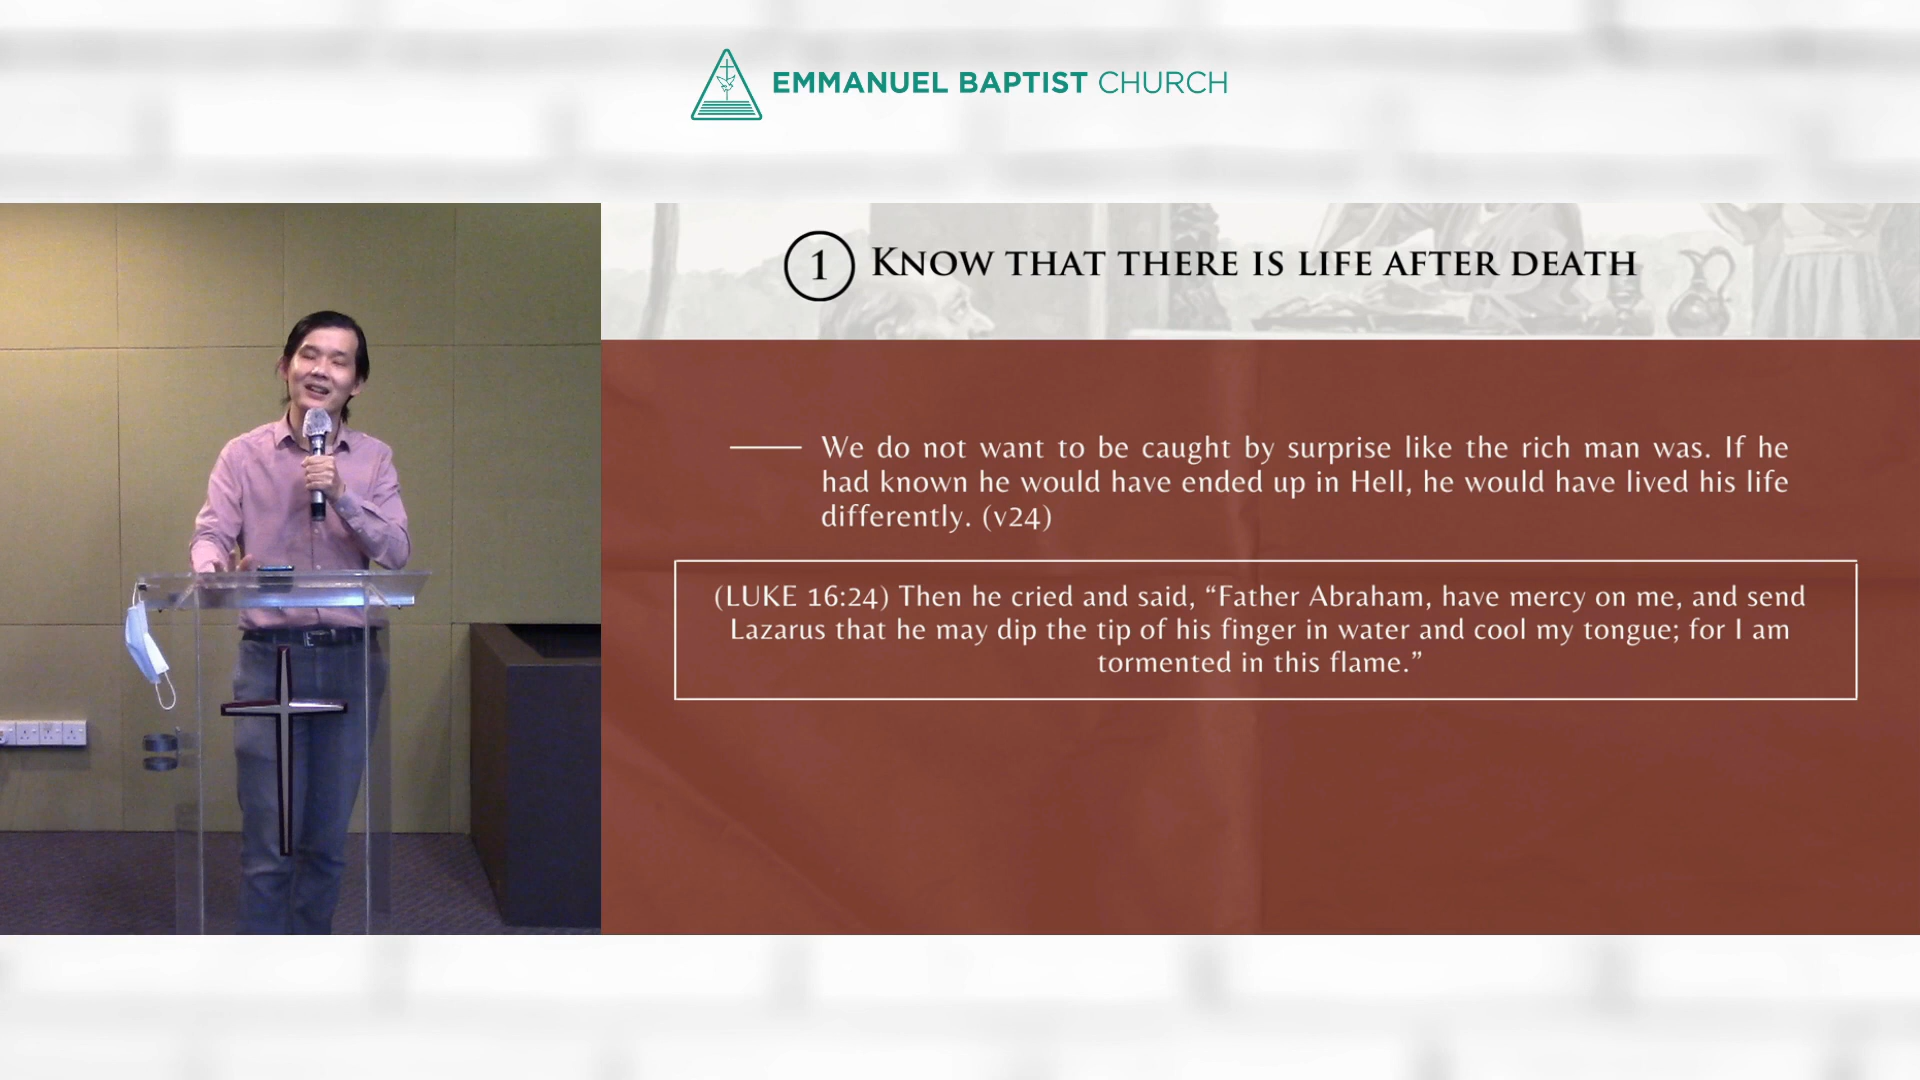 EMMANUEL BAPTIST CHURCH
1 KNOW THAT THERE IS LIFE AFTER DEATH
We do not want to be caught by surprise like the rich man was. If he
had known he would have ended up in Hell, he would have lived his life
differently. (v24)
(LUKE 16:24) Then he cried and said, “Father Abraham, have mercy on me, and send
Lazarus that he may dip the tip of his finger in water and cool my tongue; for I am
tormented in this flame.”